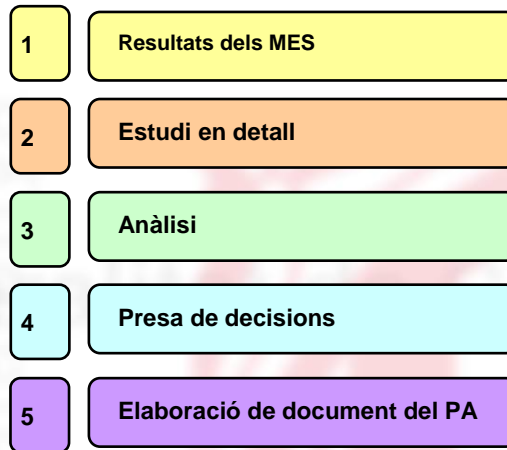 1 Resultats dels MES
2 Estudi en detall
3 Anàlisi
4 Presa de decisions
5 Elaboració de document del PA